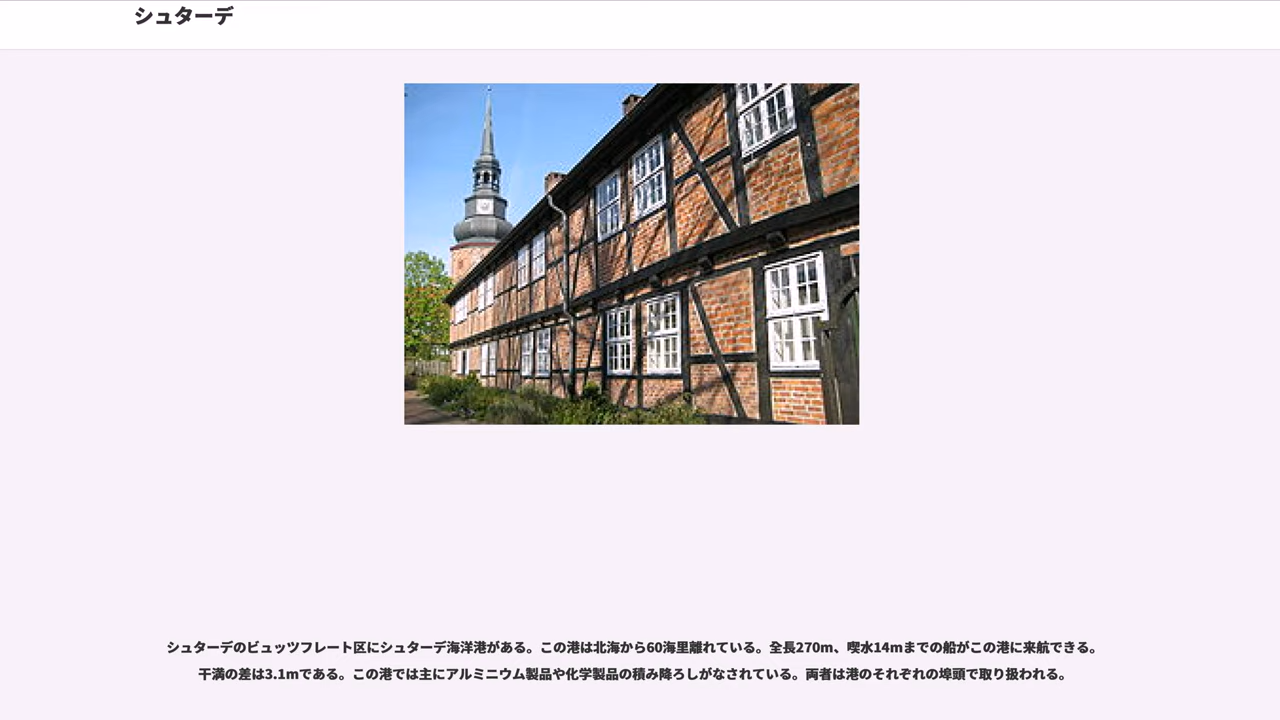 シュターデ
シュターデのビュッツフレート区にシュターデ海洋港がある。この港は北海から60海里離れている。全長270m、喫水14mまでの船がこの港に来航できる。
干満の差は3.1mである。この港では主にアルミニウム製品や化学製品の積み降ろしがなされている。両者は港のそれぞれの埠頭で取り扱われる。